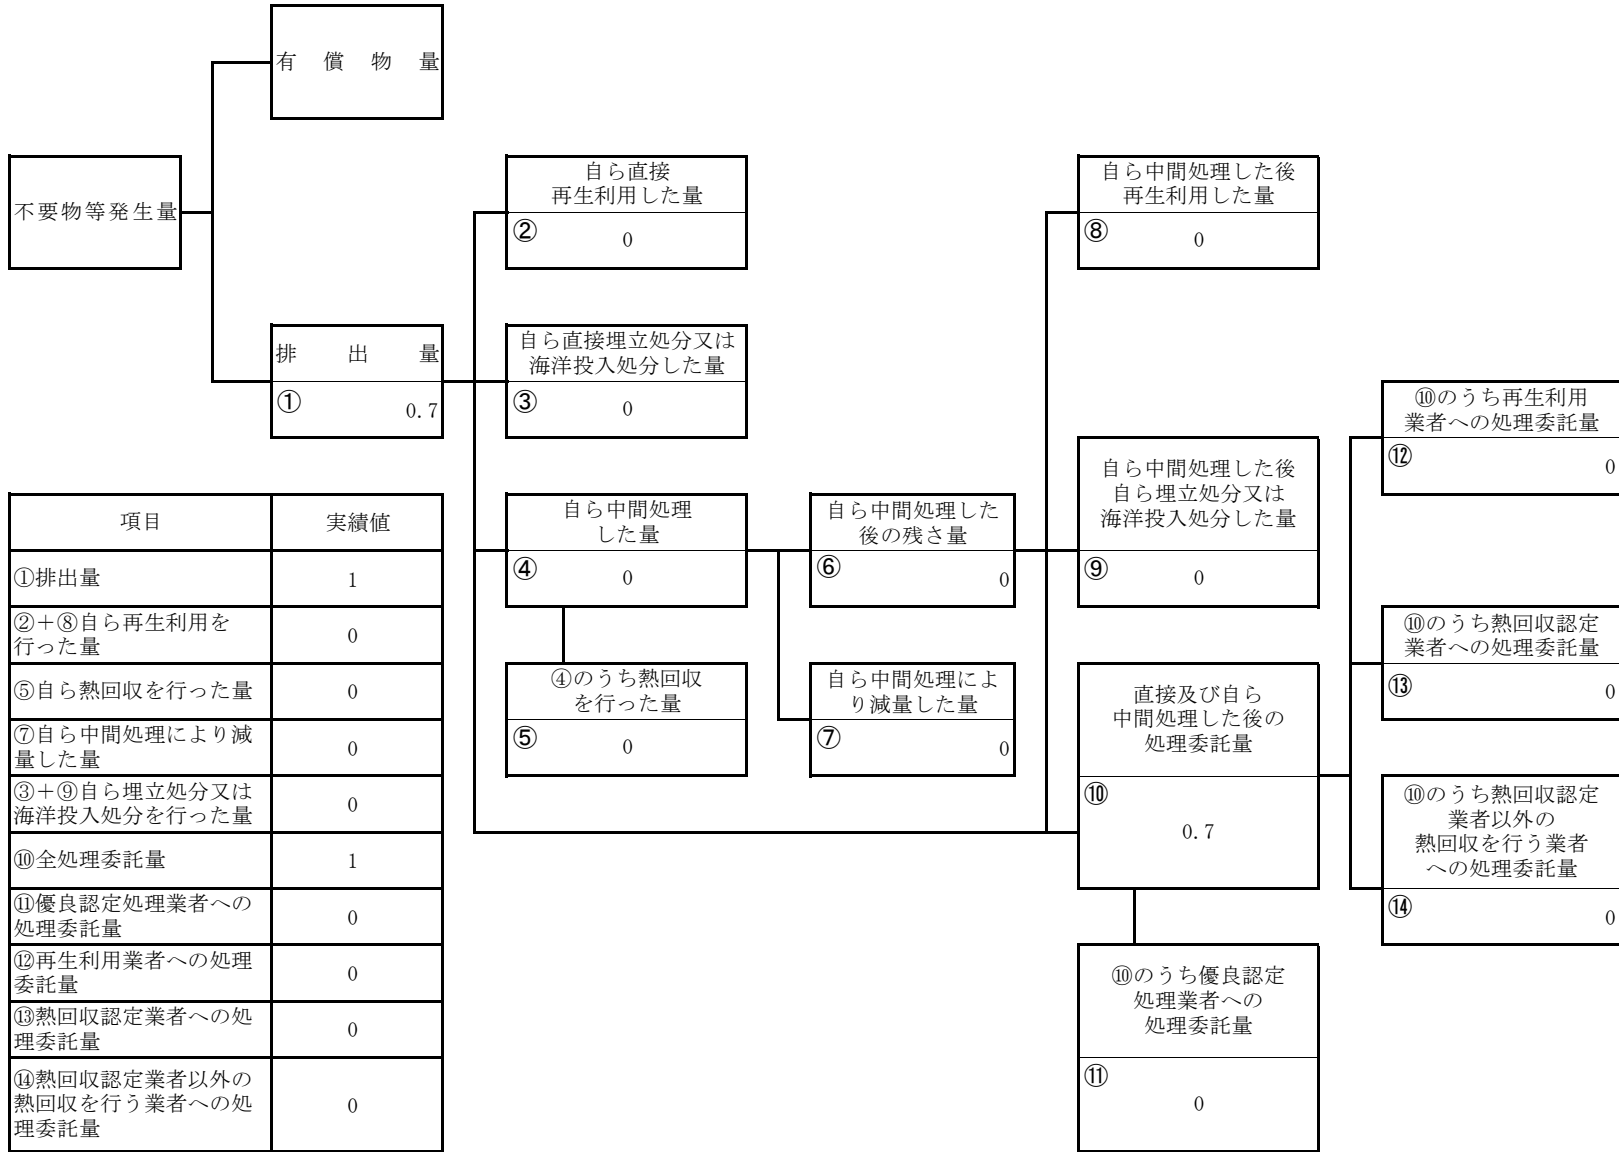 有償物量
不要物等発生量
排出量
①
0.7
自ら直接
再生利用した量
②
0
自ら直接埋立処分又は
海洋投入処分した量
③
0
自ら中間処理
した量
④
0
④のうち熱回収
を行った量
⑤
0
自ら中間処理した
後の残さ量
⑥
0
自ら中間処理によ
り減量した量
⑦
0
自ら中間処理した後
再生利用した量
⑧
0
自ら中間処理した後
自ら埋立処分又は
海洋投入処分した量
⑨
0
直接及び自ら
中間処理した後の
処理委託量
⑩
0.7
⑩のうち優良認定
処理業者への
処理委託量
⑪
0
⑩のうち再生利用
業者への処理委託量
⑫
0
⑩のうち熱回収認定
業者への処理委託量
⑬
0
⑩のうち熱回収認定
業者以外の
熱回収を行う業者
への処理委託量
⑭
0
項目 実績値
①排出量 1
②+⑧自ら再生利用を
行った量 0
⑤自ら熱回収を行った量 0
⑦自ら中間処理により減
量した量 0
③+⑨自ら埋立処分又は
海洋投入処分を行った量 0
⑩全処理委託量 1
⑪優良認定処理業者への
処理委託量 0
⑫再生利用業者への処理
委託量 0
⑬熱回収認定業者への処
理委託量 0
⑭熱回収認定業者以外の
熱回収を行う業者への処
理委託量 0